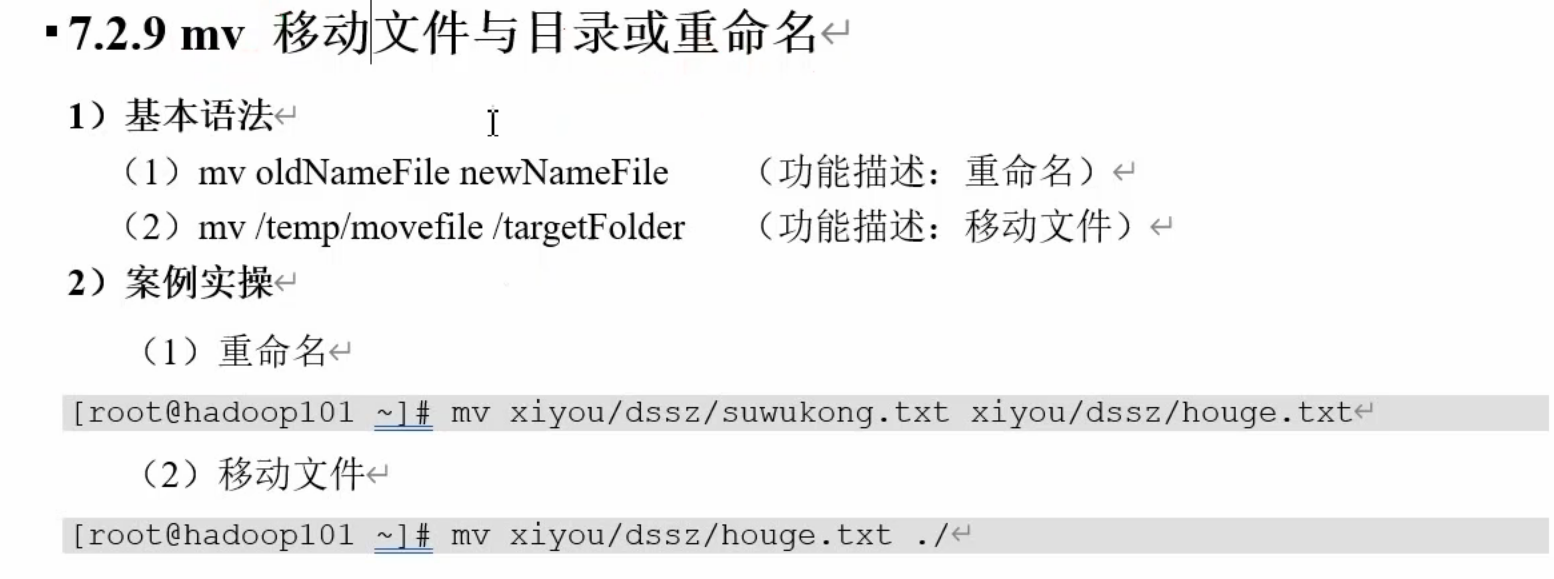 ▪7.2.9 mv 移动文件与目录或重命名↵
1）基本语法↵
（1）mv oldNameFile newNameFile （功能描述：重命名）↵
（2）mv /temp/movefile /targetFolder （功能描述：移动文件）↵
2）案例实操↵
（1）重命名↵
[root@hadoop101 ~]# mv xiyou/dssz/suwukong.txt xiyou/dssz/houge.txt↵
（2）移动文件↵
[root@hadoop101 ~]# mv xiyou/dssz/houge.txt ./↵